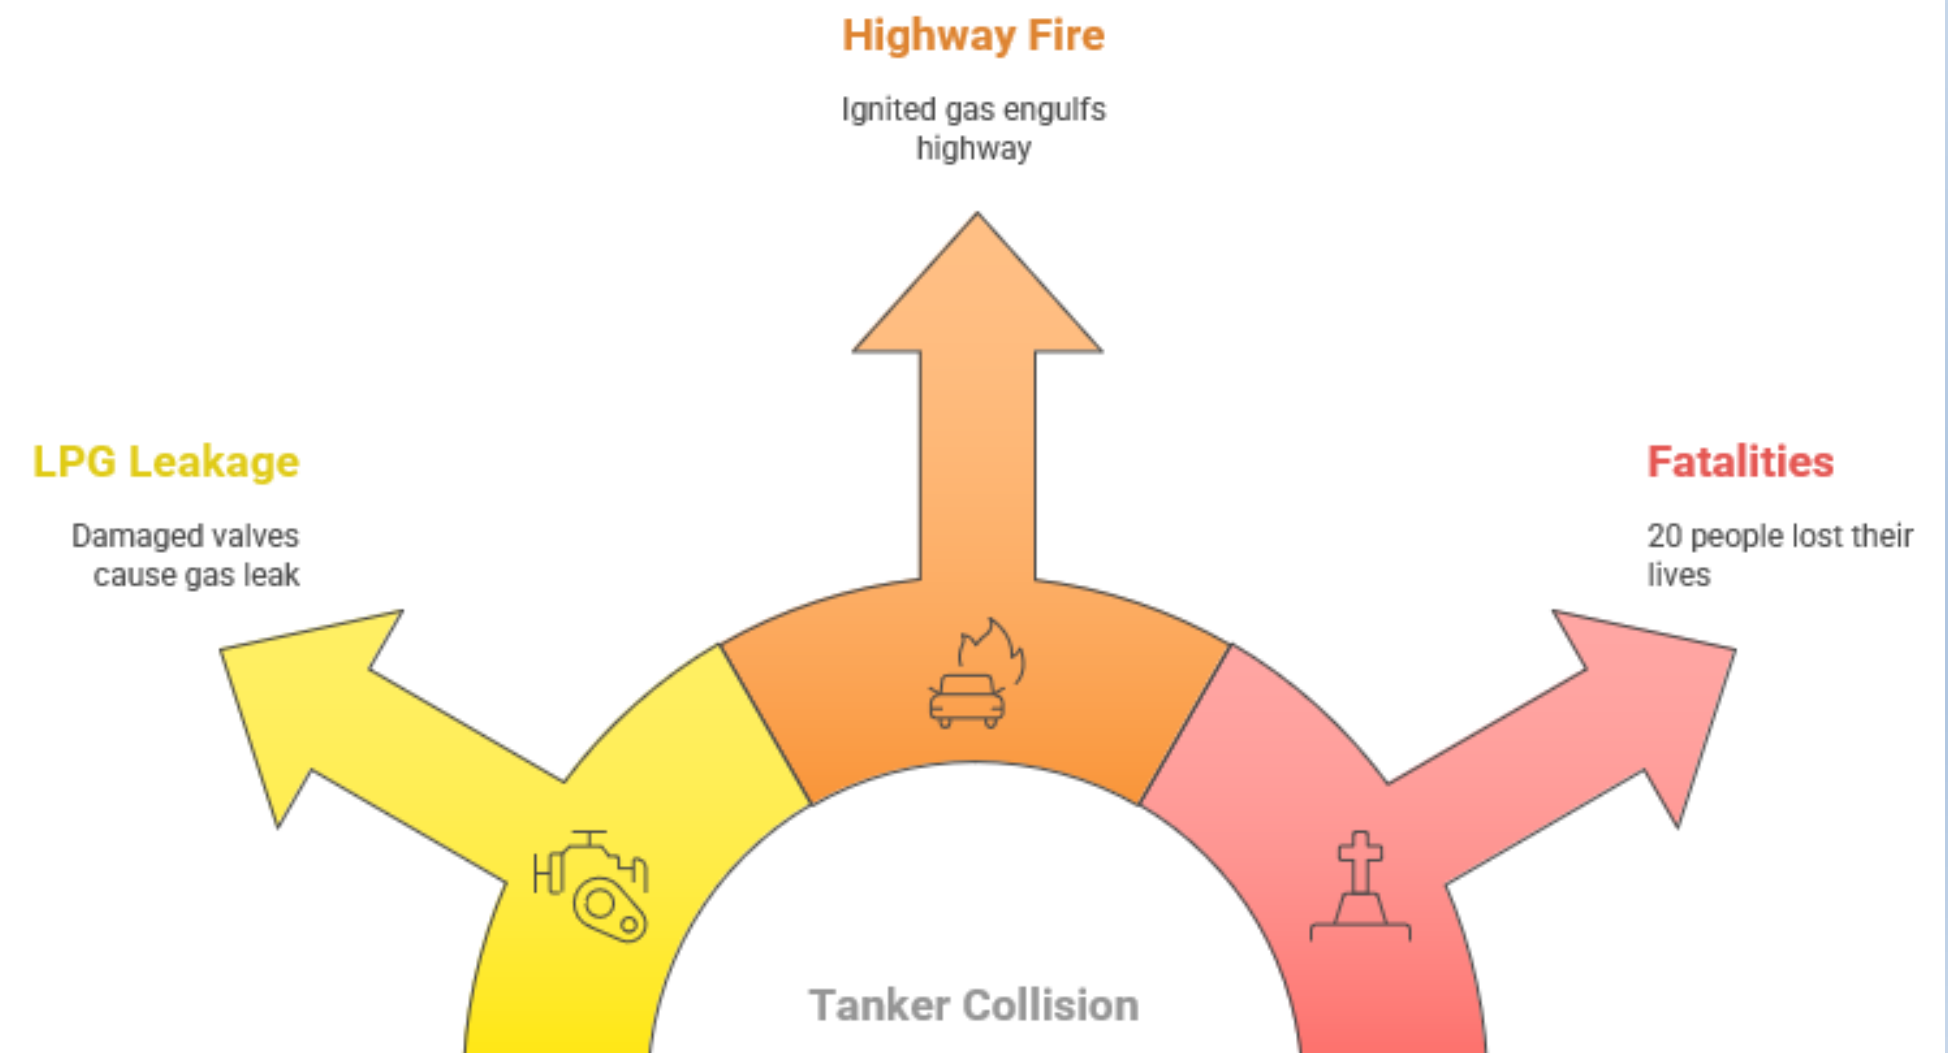 Highway Fire
Ignited gas engulfs
highway
LPG Leakage
Damaged valves
cause gas leak
Fatalities
20 people lost their
lives
Tanker Collision